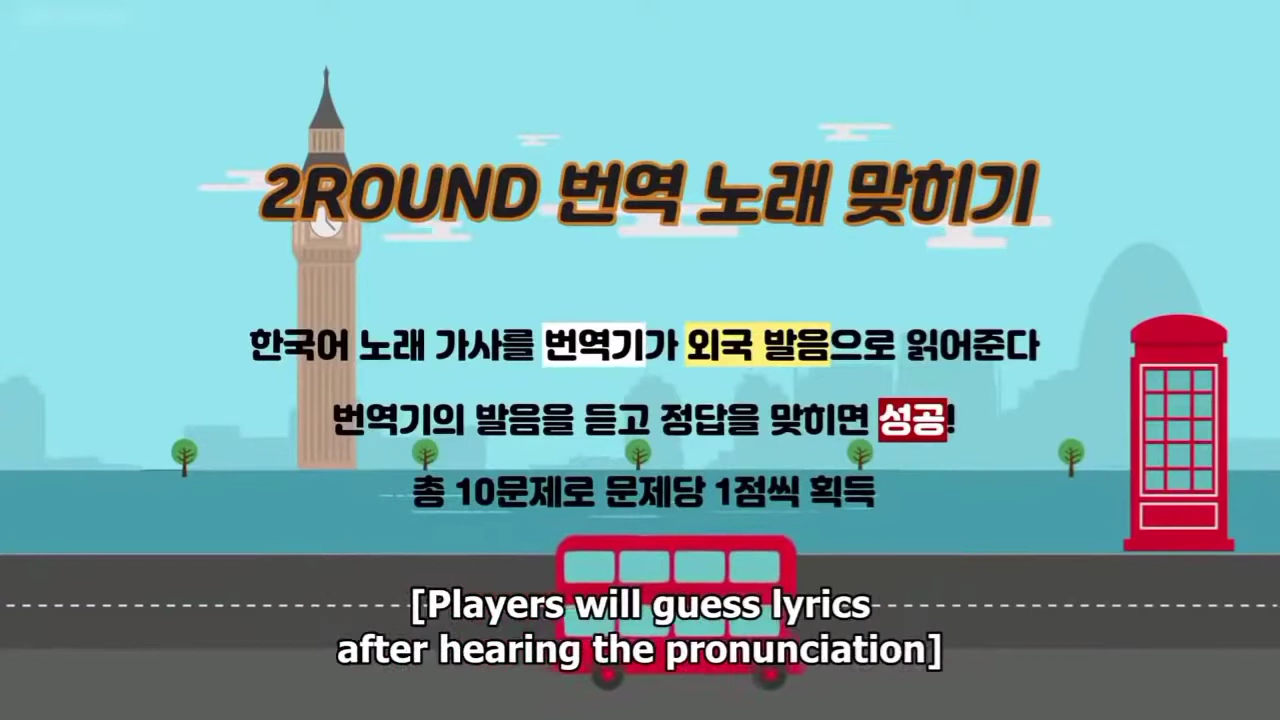 2ROUND 번역 노래 맞히기
한국어 노래 가사를 번역기가 외국 발음으로 읽어준다
번역기의 발음을 듣고 정답을 맞히면 성공!
총 10문제로 문제당 1점씩 획득
[Players will guess lyrics
after hearing the pronunciation]